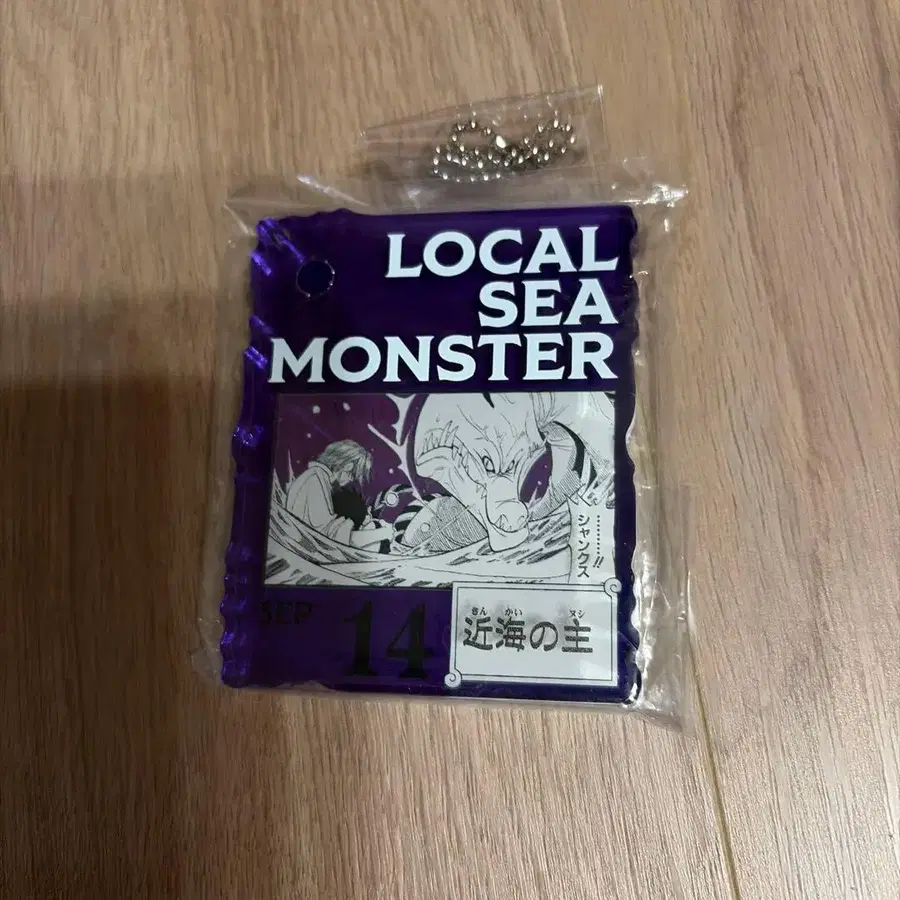 LOCAL
SEA
MONSTER
…………!!
シャンクス
SEP 14
きん かい ヌシ
近海の主